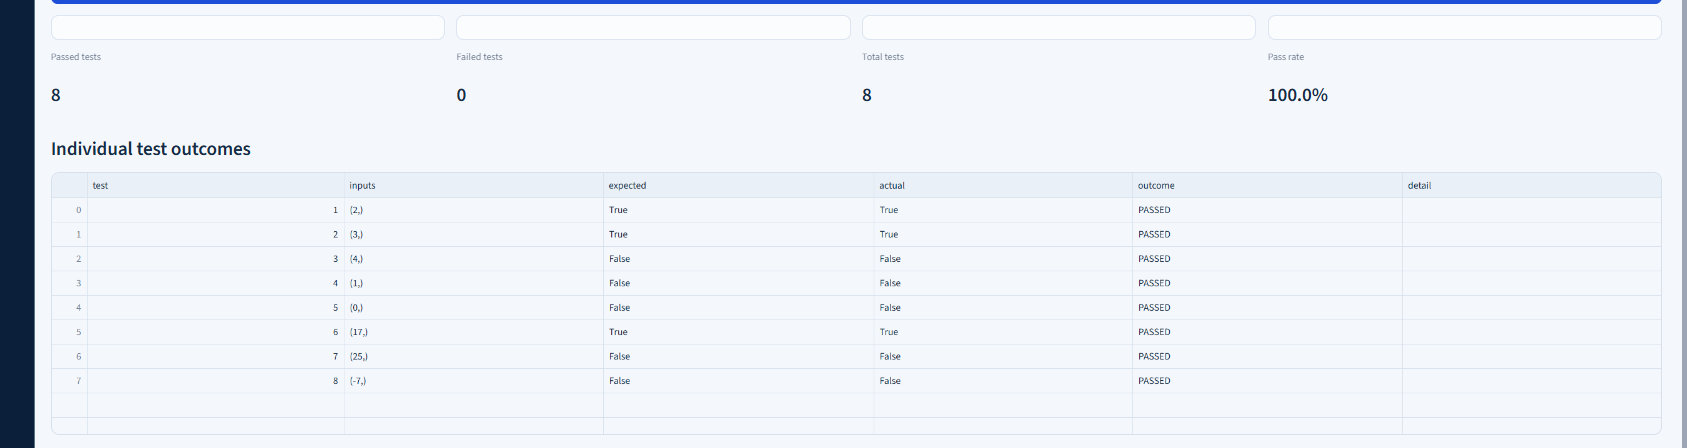 Passed tests Failed tests Total tests Pass rate
8 0 8 100.0%
Individual test outcomes
test inputs expected actual outcome detail
0 1 (2,) True True PASSED
1 2 (3,) True True PASSED
2 3 (4,) False False PASSED
3 4 (1,) False False PASSED
4 5 (0,) False False PASSED
5 6 (17,) True True PASSED
6 7 (25,) False False PASSED
7 8 (-7,) False False PASSED